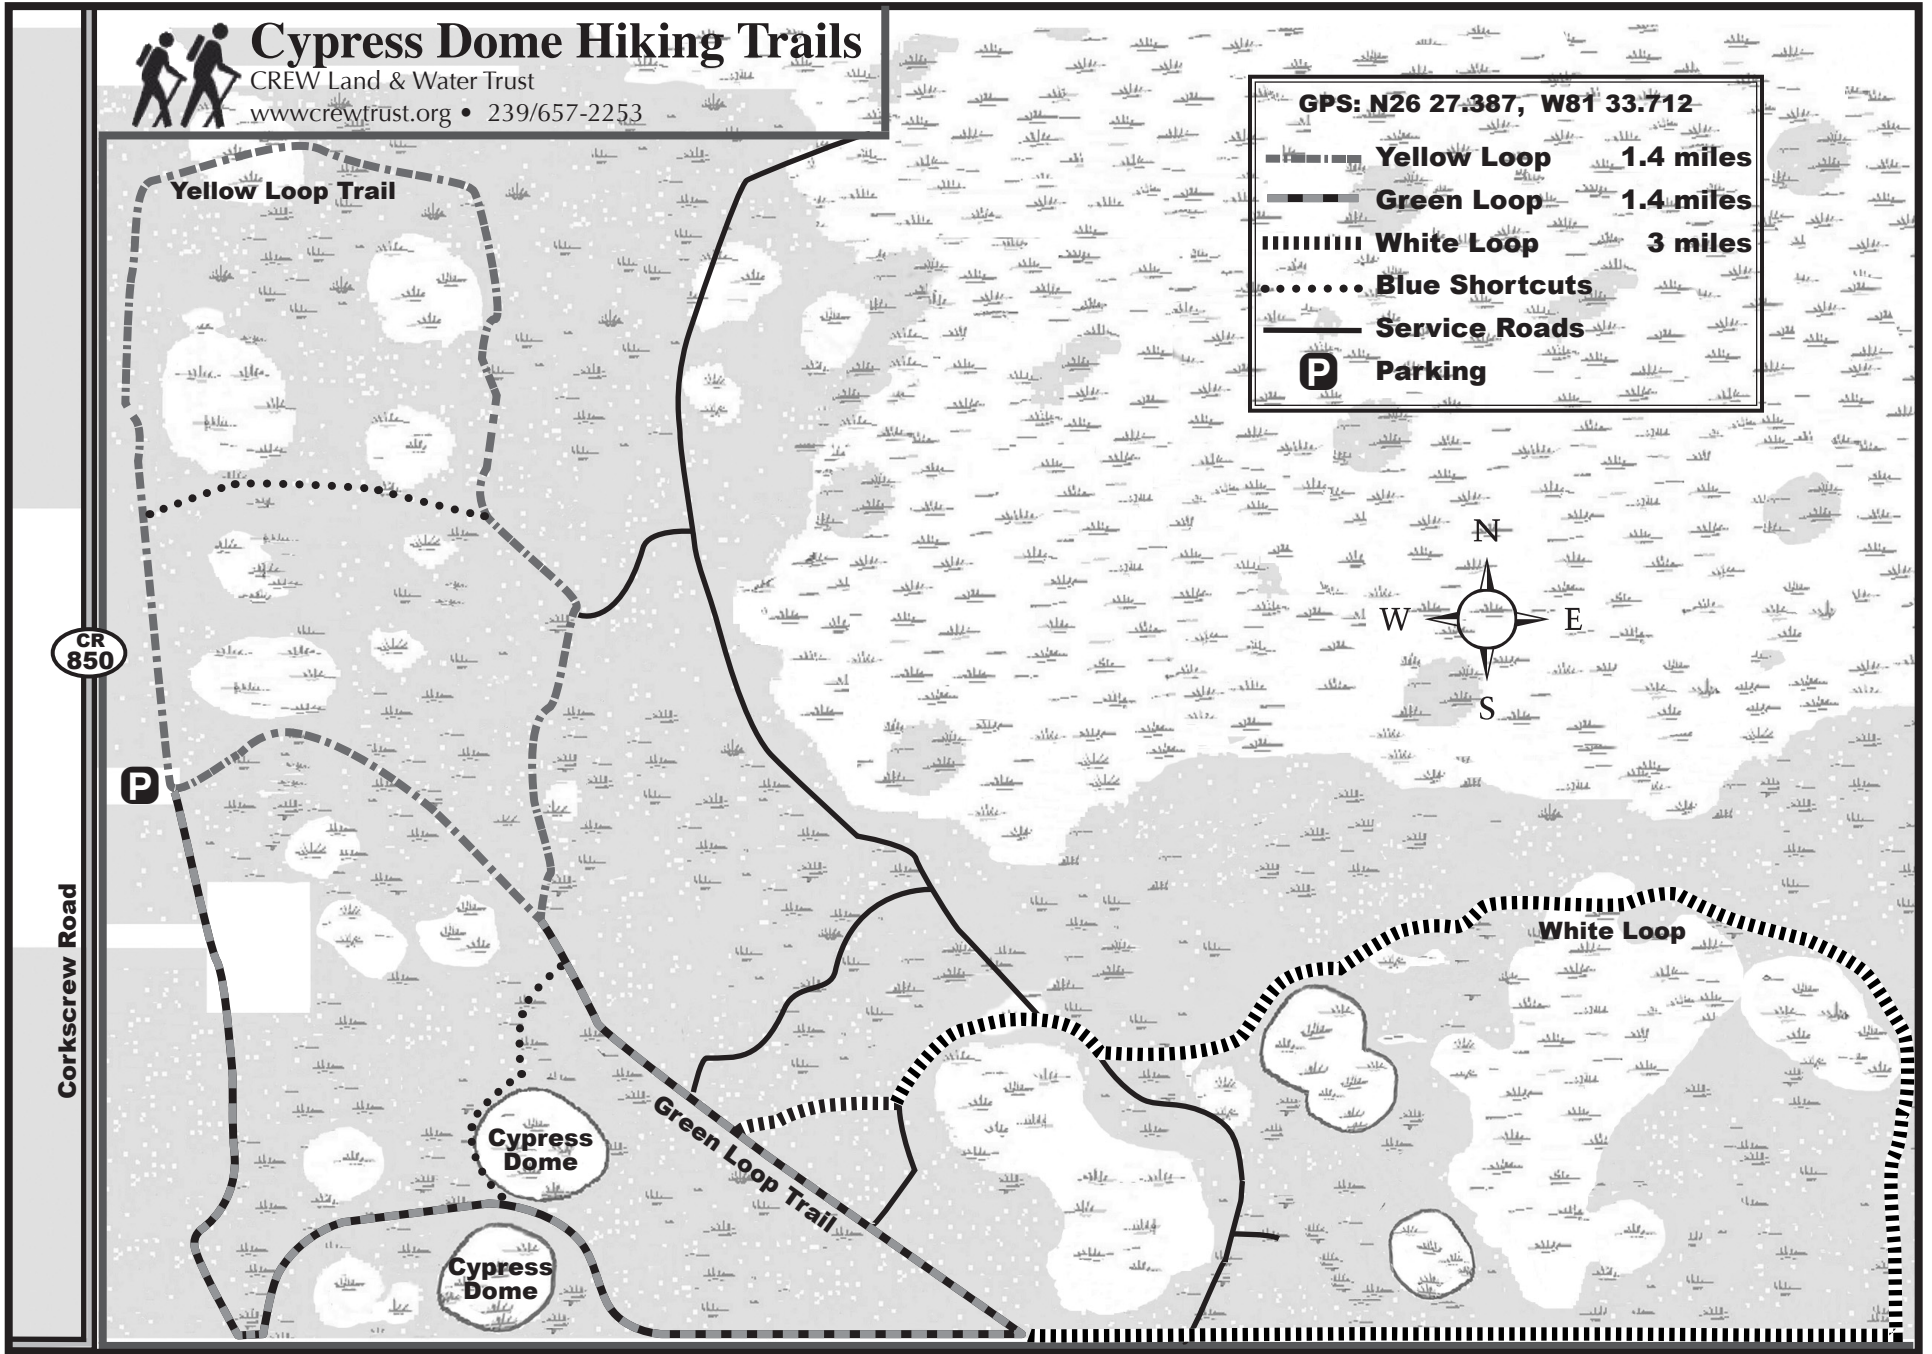 Cypress Dome Hiking Trails
CREW Land & Water Trust
www.crewtrust.org • 239/657-2253
GPS: N26 27.387, W81 33.712
Yellow Loop 1.4 miles
Green Loop 1.4 miles
White Loop 3 miles
Blue Shortcuts
Service Roads
P Parking
Yellow Loop Trail
N
W E
S
CR
850
P
Corkscrew Road
White Loop
Green Loop Trail
Cypress
Dome
Cypress
Dome